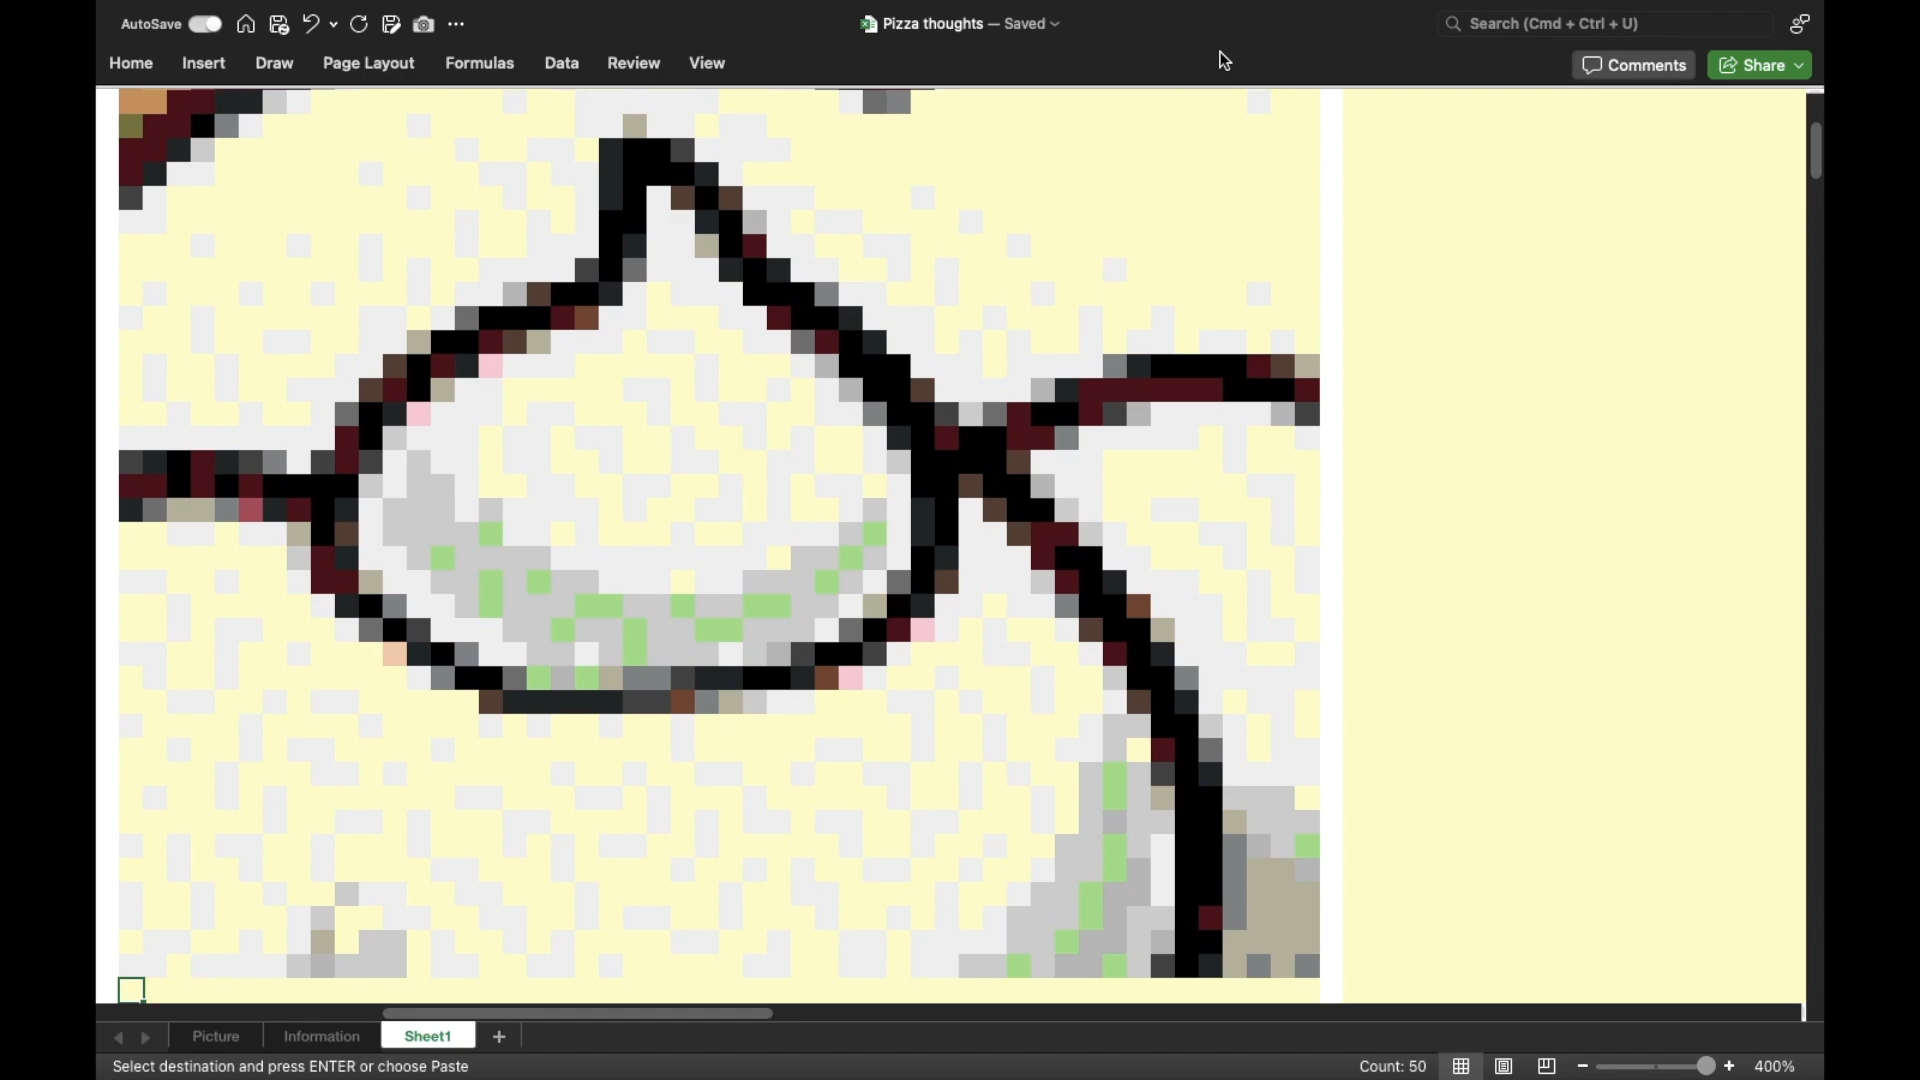 AutoSave
Pizza thoughts — Saved
Search (Cmd + Ctrl + U)
Home Insert Draw Page Layout Formulas Data Review View
Comments Share
Picture Information Sheet1
Select destination and press ENTER or choose Paste
Count: 50
400%